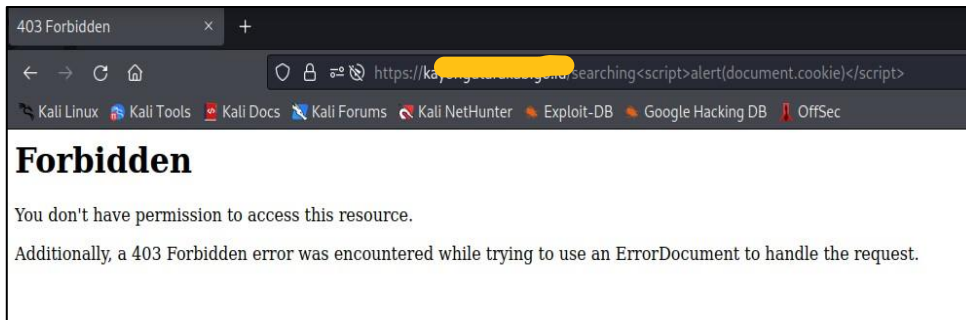 403 Forbidden
https:// searching<script>alert(document.cookie)</script>
Kali Linux Kali Tools Kali Docs Kali Forums Kali NetHunter Exploit-DB Google Hacking DB OffSec
Forbidden
You don't have permission to access this resource.
Additionally, a 403 Forbidden error was encountered while trying to use an ErrorDocument to handle the request.